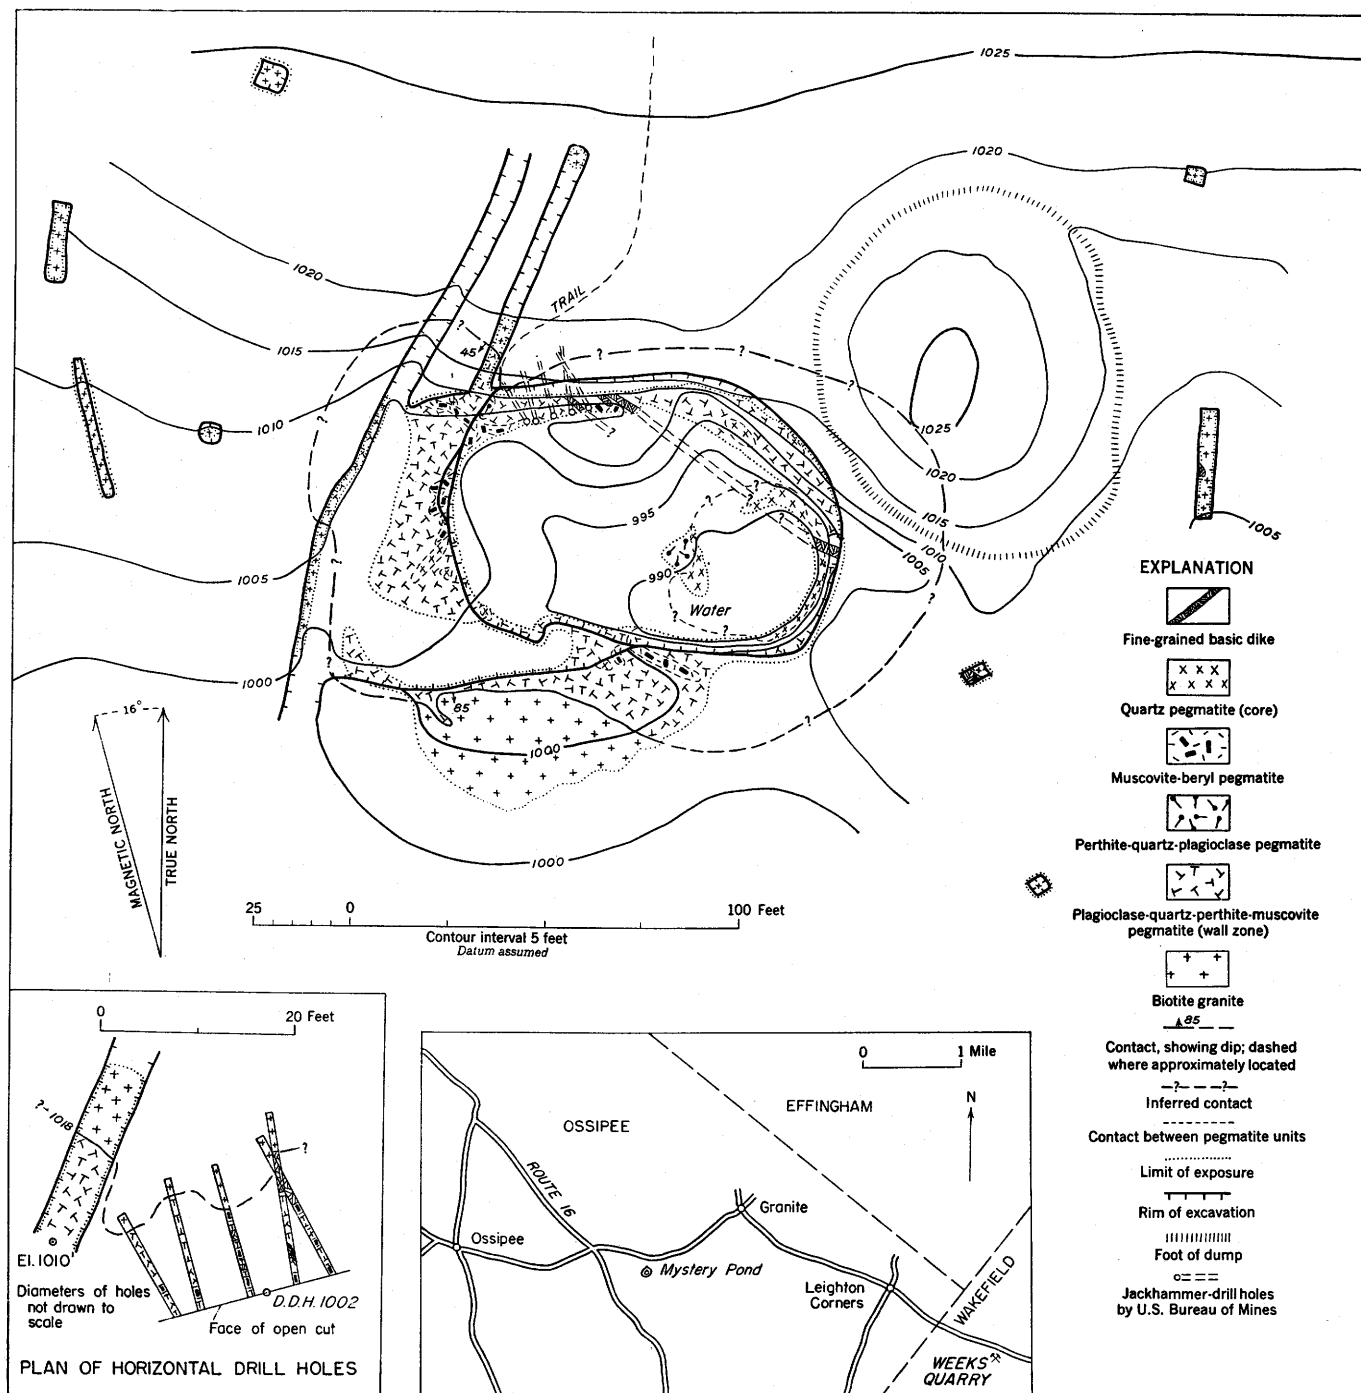 1025
1020
1020
TRAIL
1015
45
1010
1025
1020
1015
1010
1005
1005
995
990
Water
1005
1000
85
1000
1000
16°
MAGNETIC NORTH
TRUE NORTH
25 0 100 Feet
Contour interval 5 feet
Datum assumed
EXPLANATION
Fine-grained basic dike
Quartz pegmatite (core)
Muscovite-beryl pegmatite
Perthite-quartz-plagioclase pegmatite
Plagioclase-quartz-perthite-muscovite
pegmatite (wall zone)
Biotite granite
85
Contact, showing dip; dashed
where approximately located
—?— —?—
Inferred contact
Contact between pegmatite units
Limit of exposure
Rim of excavation
Foot of dump
Jackhammer-drill holes
by U.S. Bureau of Mines
0 20 Feet
?-1018
?
El. 1010
Diameters of holes
not drawn to
scale
D.D.H. 1002
Face of open cut
PLAN OF HORIZONTAL DRILL HOLES
0 1 Mile
N
EFFINGHAM
OSSIPEE
ROUTE 16
Granite
Ossipee
Mystery Pond
Leighton
Corners
WAKEFIELD
WEEKS
QUARRY